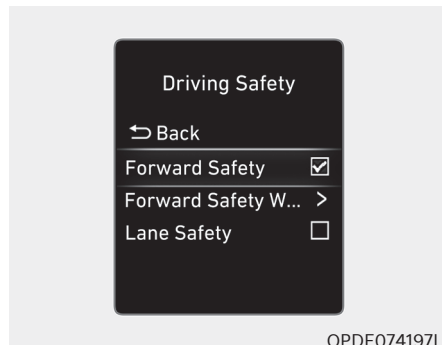 Driving Safety
Back
Forward Safety
Forward Safety W... >
Lane Safety
OPDE074197L